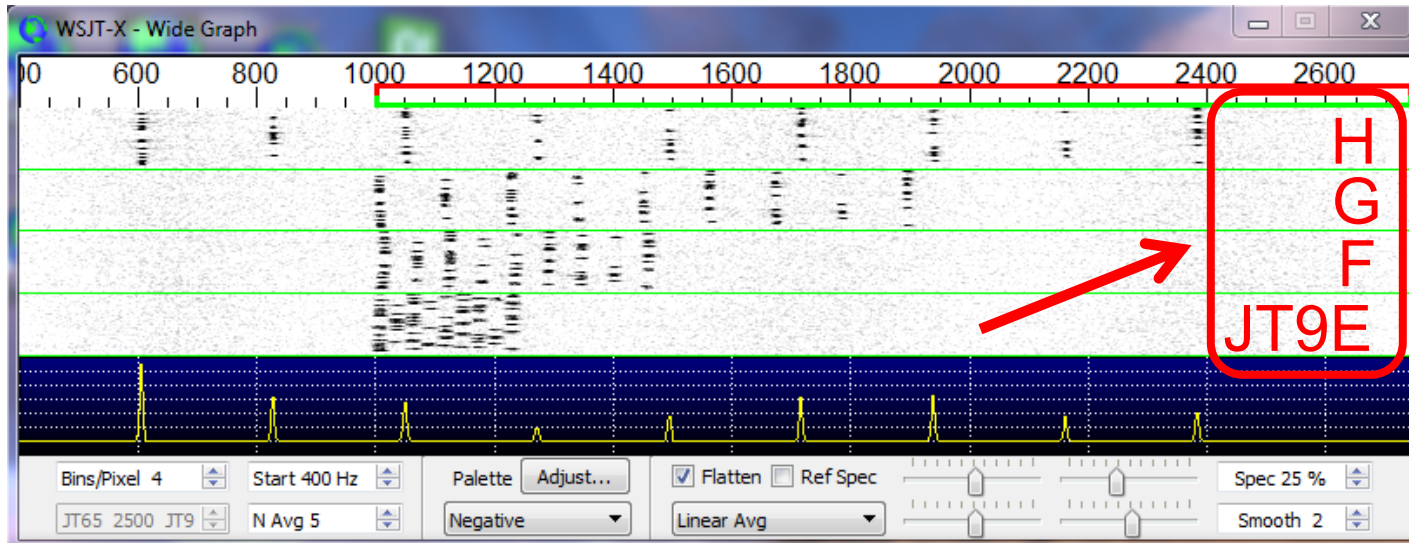 WSJT-X - Wide Graph
00 600 800 1000 1200 1400 1600 1800 2000 2200 2400 2600
H
G
F
JT9E
Bins/Pixel 4 Start 400 Hz Palette Adjust... Flatten Ref Spec Spec 25 %
JT65 2500 JT9 N Avg 5 Negative Linear Avg Smooth 2